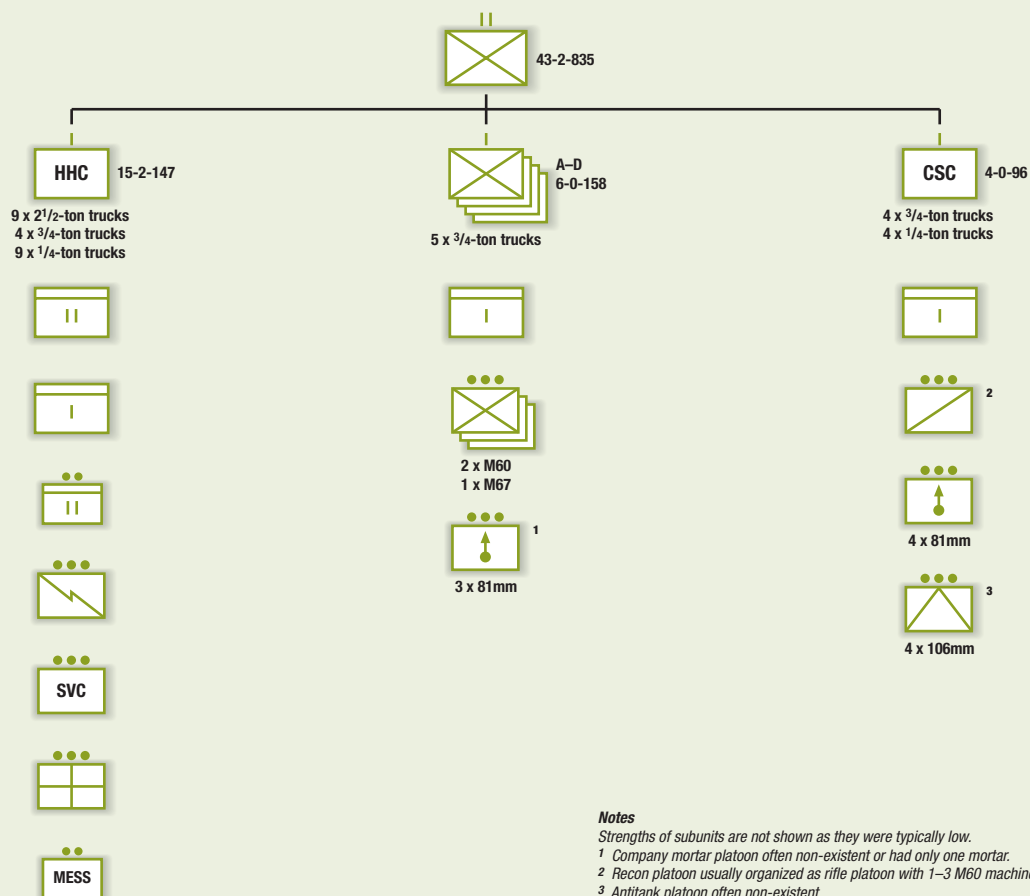 43-2-835
HHC
15-2-147
9 x 2 1/2-ton trucks
4 x 3/4-ton trucks
9 x 1/4-ton trucks
A–D
6-0-158
5 x 3/4-ton trucks
CSC
4-0-96
4 x 3/4-ton trucks
4 x 1/4-ton trucks
2 x M60
1 x M67
1
3 x 81mm
2
4 x 81mm
3
4 x 106mm
SVC
MESS
Notes
Strengths of subunits are not shown as they were typically low.
1 Company mortar platoon often non-existent or had only one mortar.
2 Recon platoon usually organized as rifle platoon with 1–3 M60 machine
3 Antitank platoon often non-existent